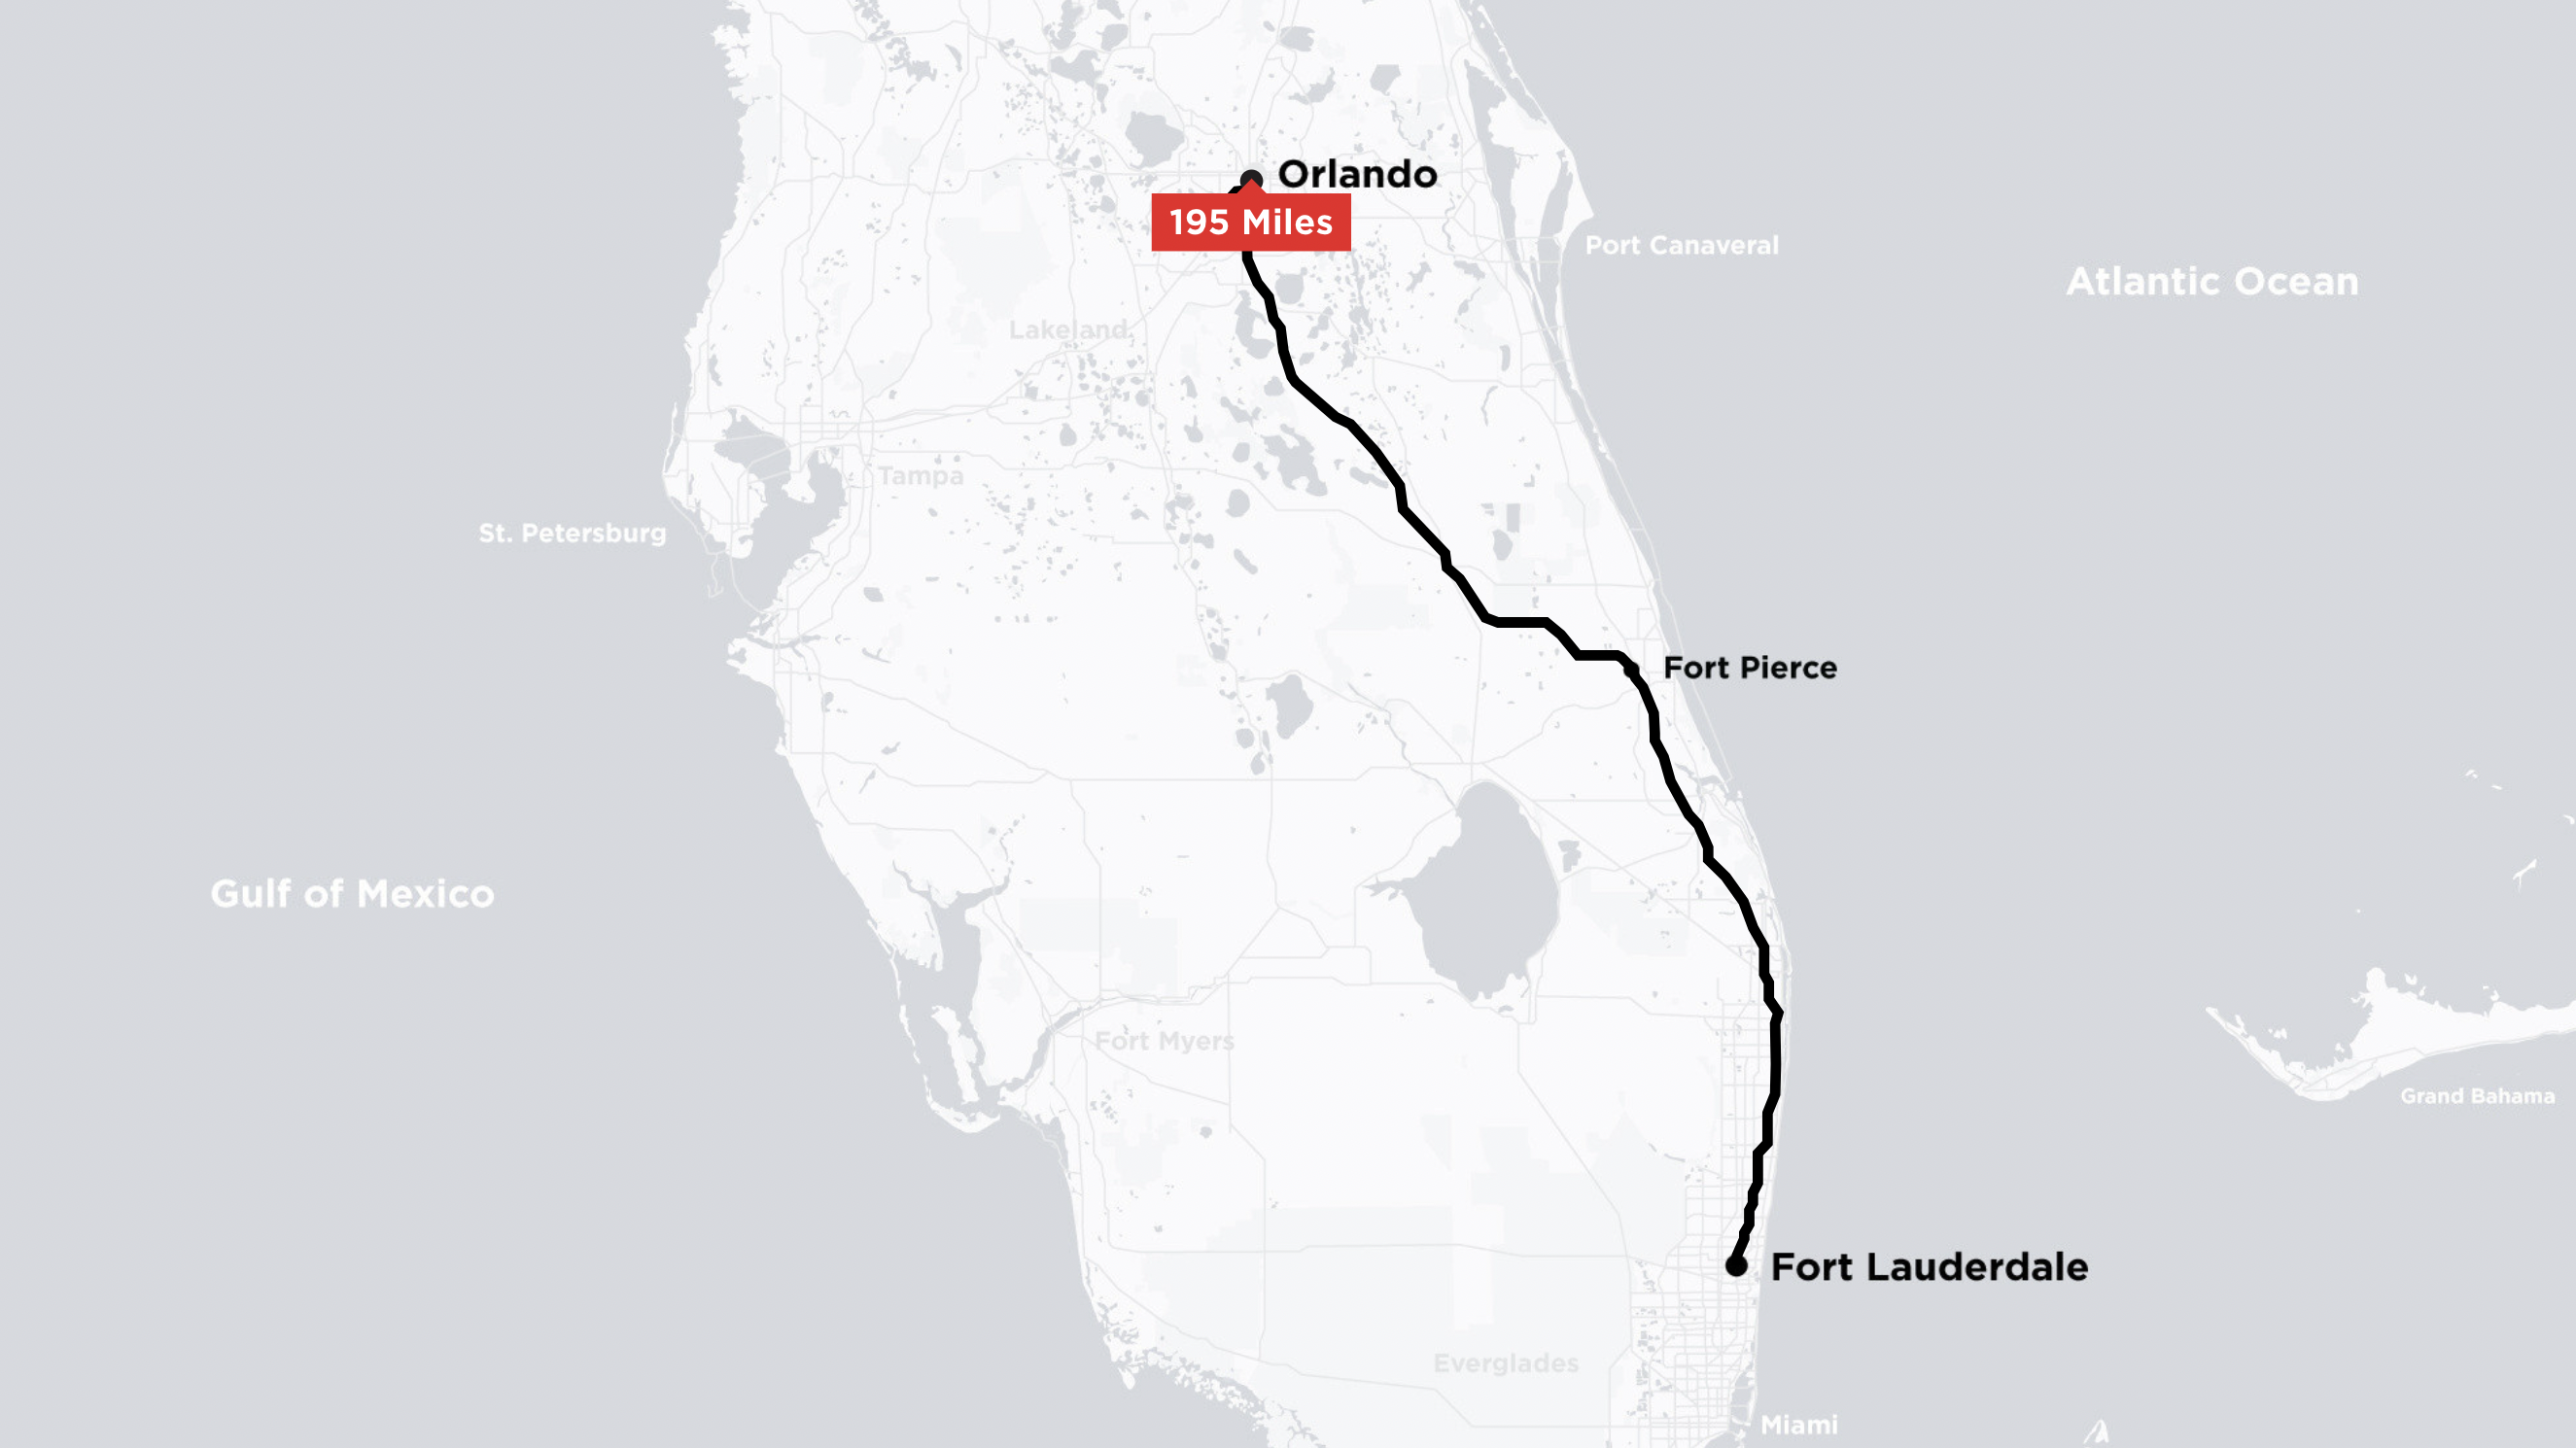 Orlando
195 Miles
Port Canaveral
Atlantic Ocean
Lakeland
Tampa
St. Petersburg
Fort Pierce
Gulf of Mexico
Fort Myers
Grand Bahama
Fort Lauderdale
Everglades
Miami